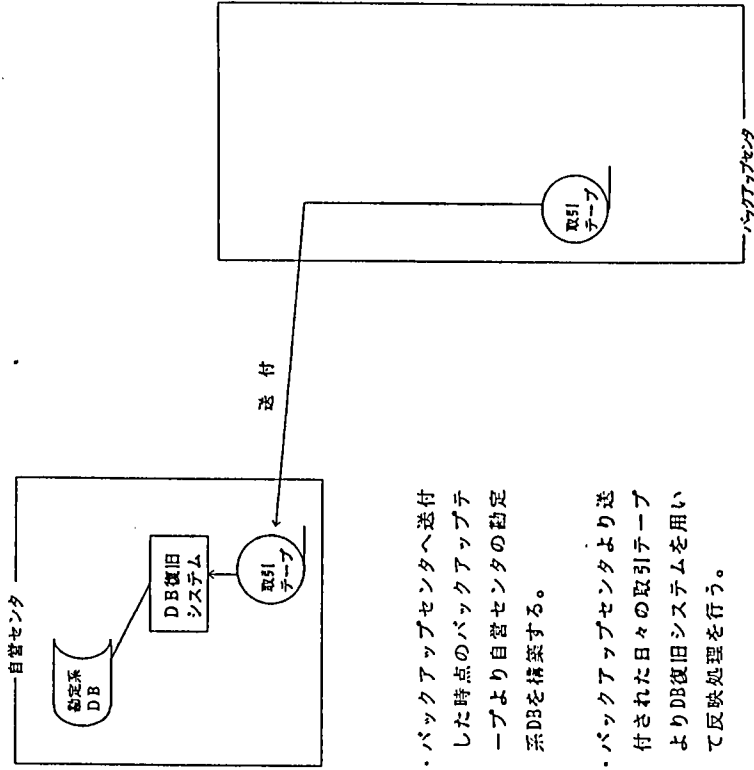 自営センタ
勘定系
DB
DB復旧
システム
取引
テープ
送付
取引
テープ
バックアップセンタ
・バックアップセンタへ送付
した時点のバックアップテ
ープより自営センタの勘定
系DBを構築する。
・バックアップセンタより送
付された日々の取引テープ
よりDB復旧システムを用い
て反映処理を行う。